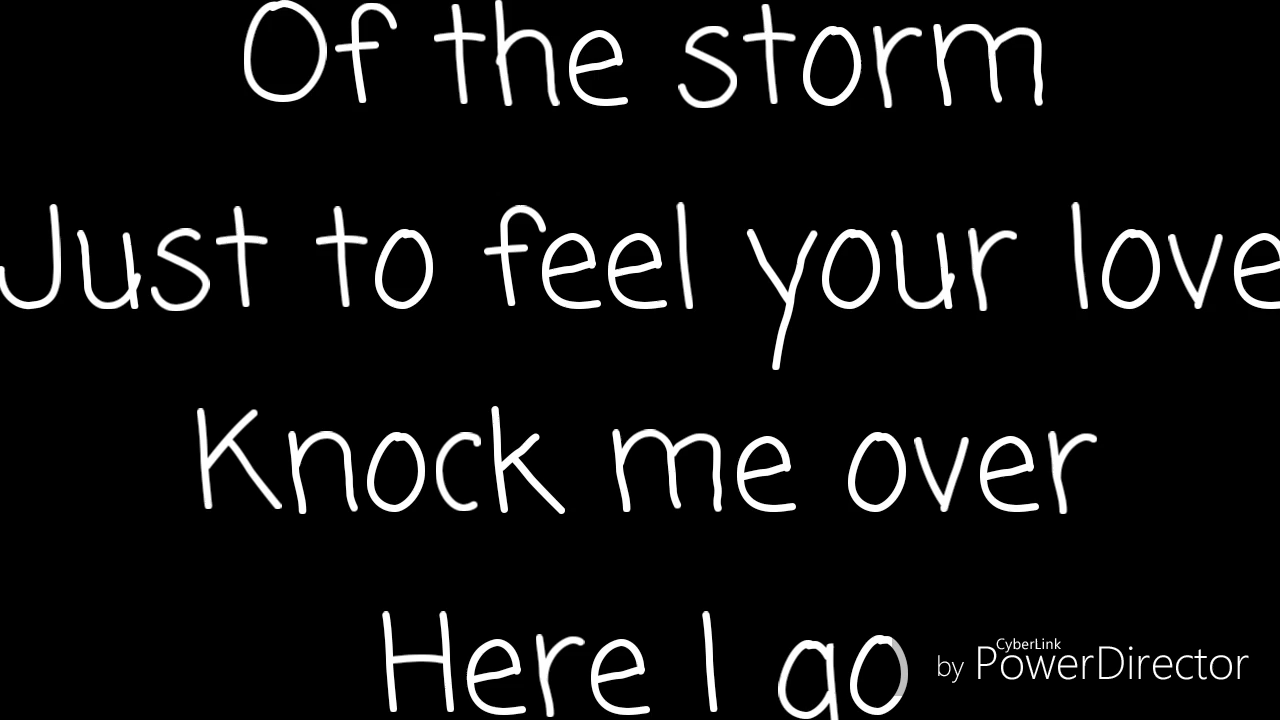 Of the storm
Just to feel your love
Knock me over
Here I go
by CyberLink PowerDirector